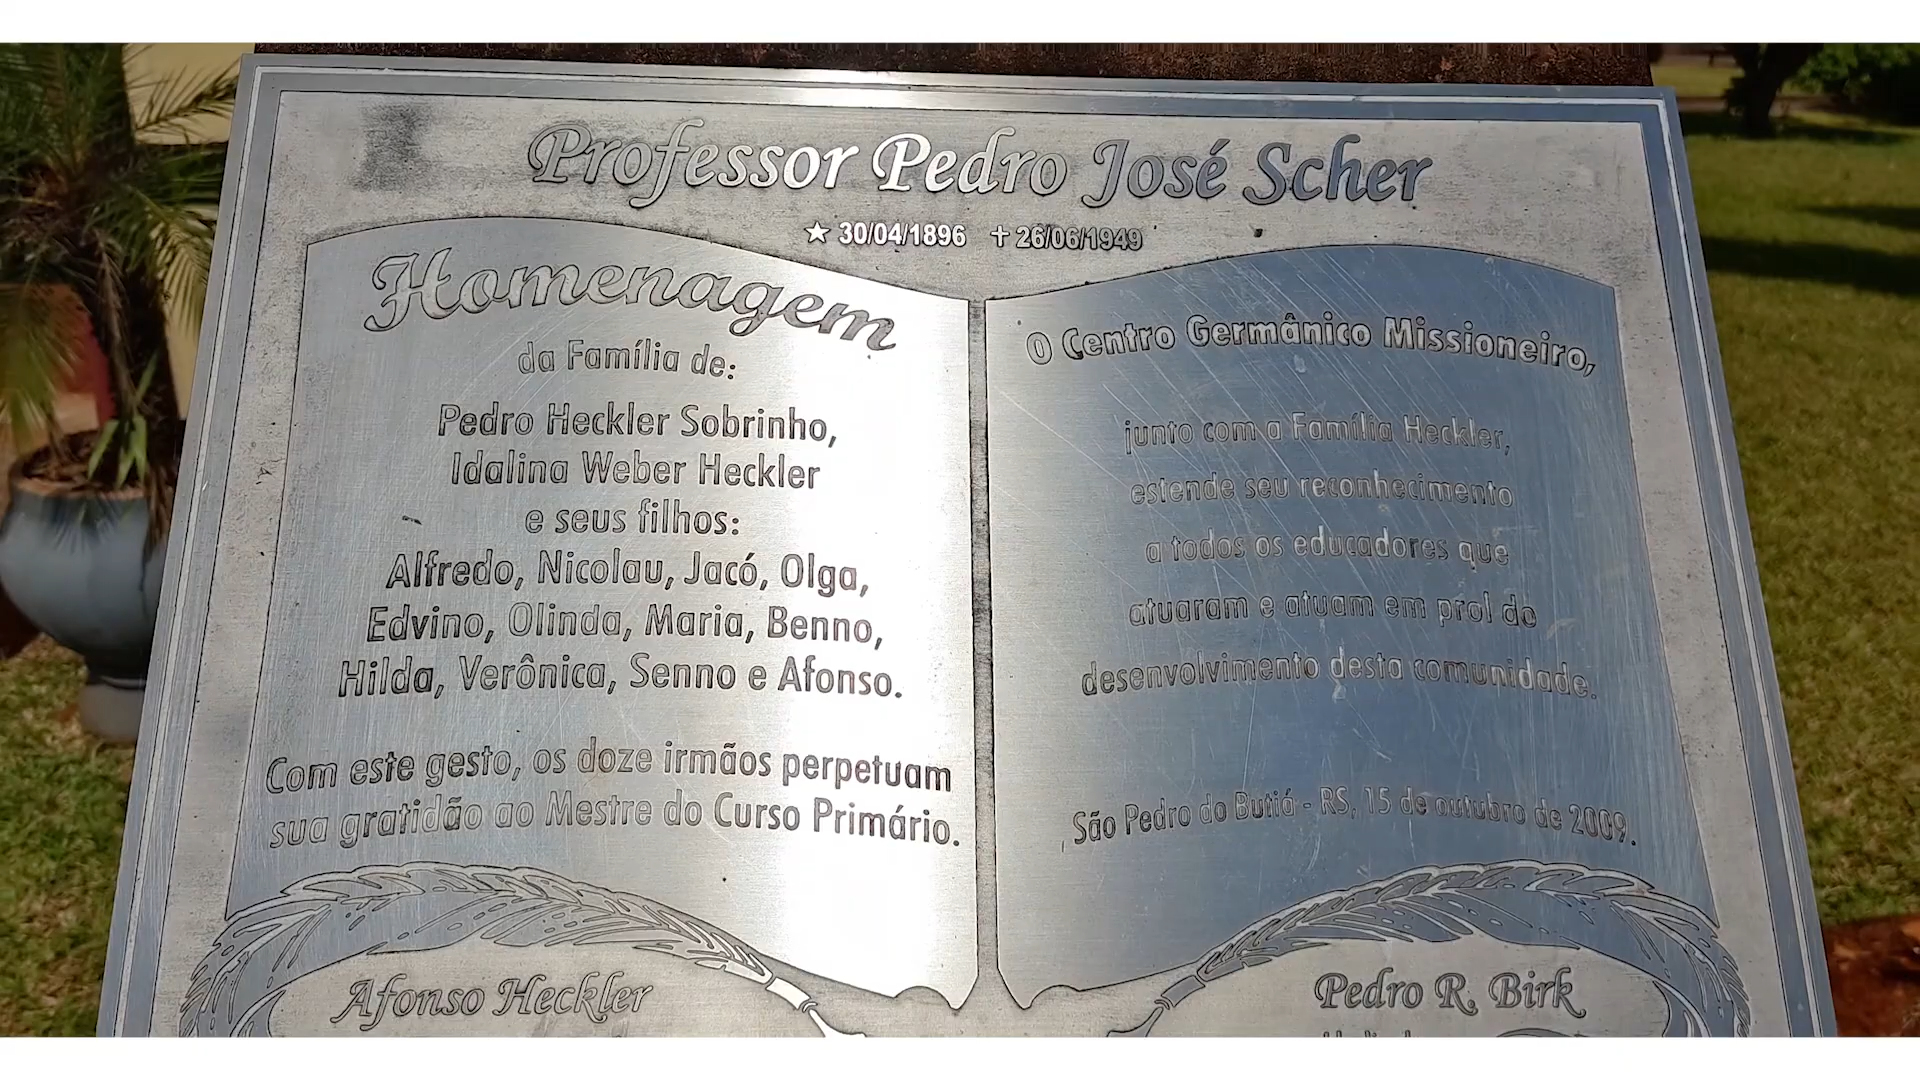 Professor Pedro José Scher
★ 30/04/1896 ✝ 26/06/1949
Homenagem
da Família de:
Pedro Heckler Sobrinho,
Idalina Weber Heckler
e seus filhos:
Alfredo, Nicolau, Jacó, Olga,
Edvino, Olinda, Maria, Benno,
Hilda, Verônica, Senno e Afonso.
Com este gesto, os doze irmãos perpetuam
sua gratidão ao Mestre do Curso Primário.
O Centro Germânico Missioneiro,
junto com a Família Heckler,
estende seu reconhecimento
a todos os educadores que
atuaram e atuam em prol do
desenvolvimento desta comunidade.
São Pedro do Butiá - RS, 15 de outubro de 2009.
Afonso Heckler
Pedro R. Birk